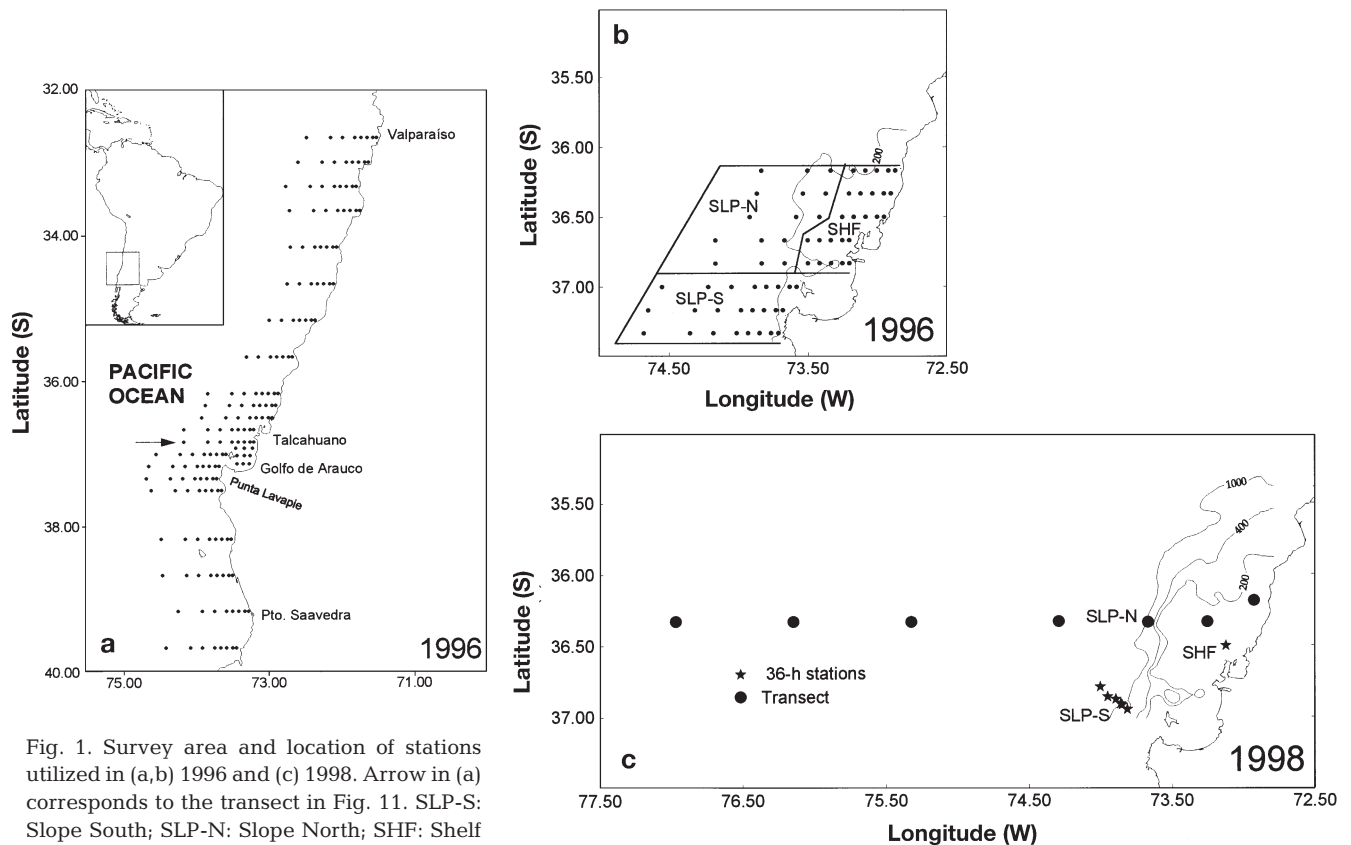 32.00
34.00
36.00
38.00
40.00
Latitude (S)
Valparaíso
PACIFIC
OCEAN
Talcahuano
Golfo de Arauco
Punta Lavapie
Pto. Saavedra
a
1996
75.00 73.00 71.00
b
35.50
36.00
36.50
37.00
Latitude (S)
200
SLP-N
SHF
SLP-S
1996
74.50 73.50 72.50
Longitude (W)
35.50
36.00
36.50
37.00
Latitude (S)
1000
400
200
SLP-N
SHF
36-h stations
Transect
SLP-S
c
1998
77.50 76.50 75.50 74.50 73.50 72.50
Longitude (W)
Fig. 1. Survey area and location of stations
utilized in (a,b) 1996 and (c) 1998. Arrow in (a)
corresponds to the transect in Fig. 11. SLP-S:
Slope South; SLP-N: Slope North; SHF: Shelf